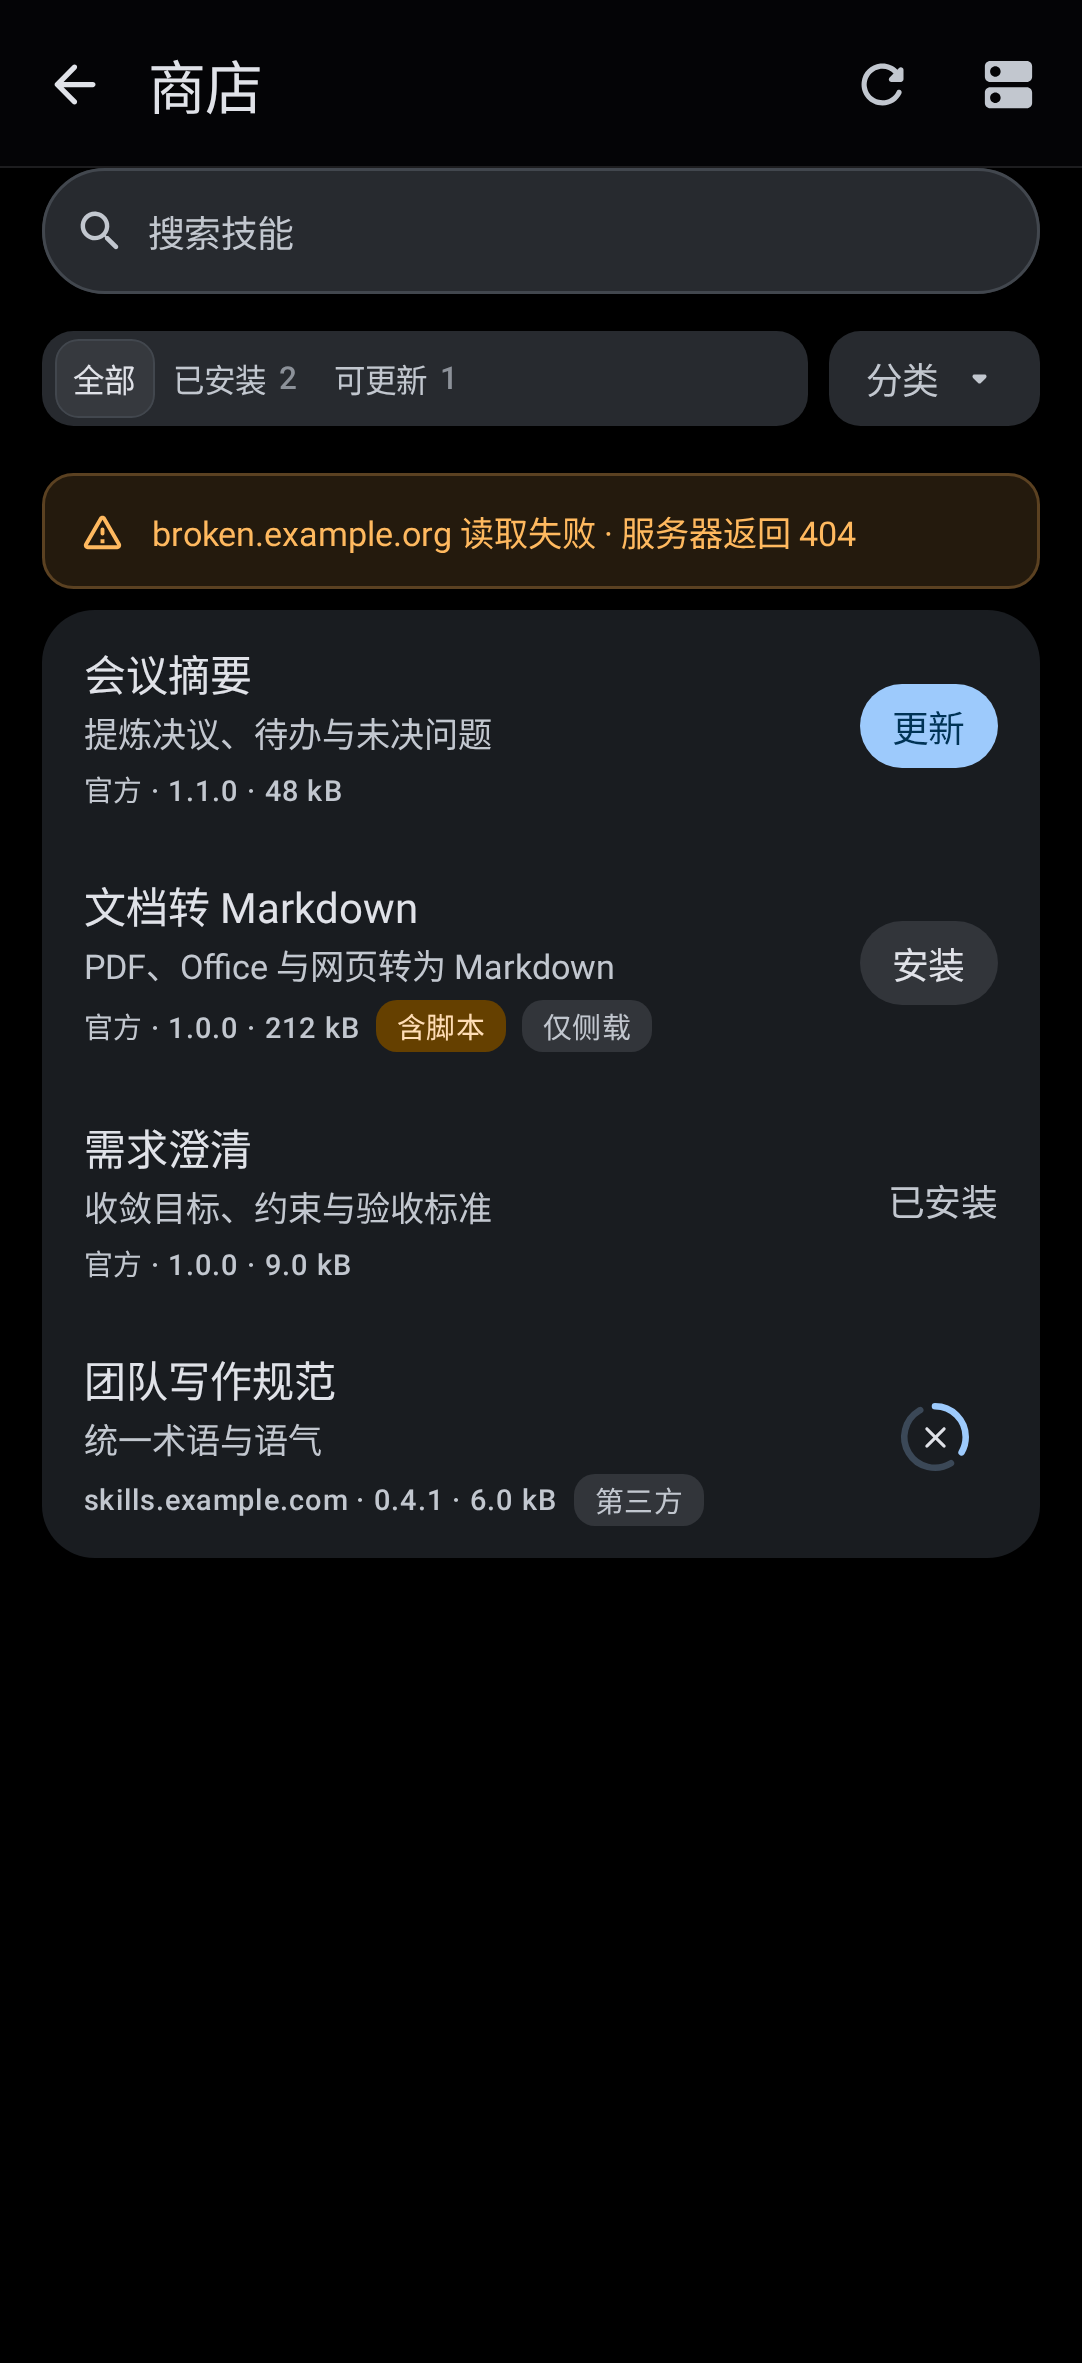 商店
搜索技能
全部 已安装 2 可更新 1 分类
broken.example.org 读取失败 · 服务器返回 404
会议摘要
提炼决议、待办与未决问题
官方 · 1.1.0 · 48 kB
更新
文档转 Markdown
PDF、Office 与网页转为 Markdown
官方 · 1.0.0 · 212 kB 含脚本 仅侧载
安装
需求澄清
收敛目标、约束与验收标准
官方 · 1.0.0 · 9.0 kB
已安装
团队写作规范
统一术语与语气
skills.example.com · 0.4.1 · 6.0 kB 第三方